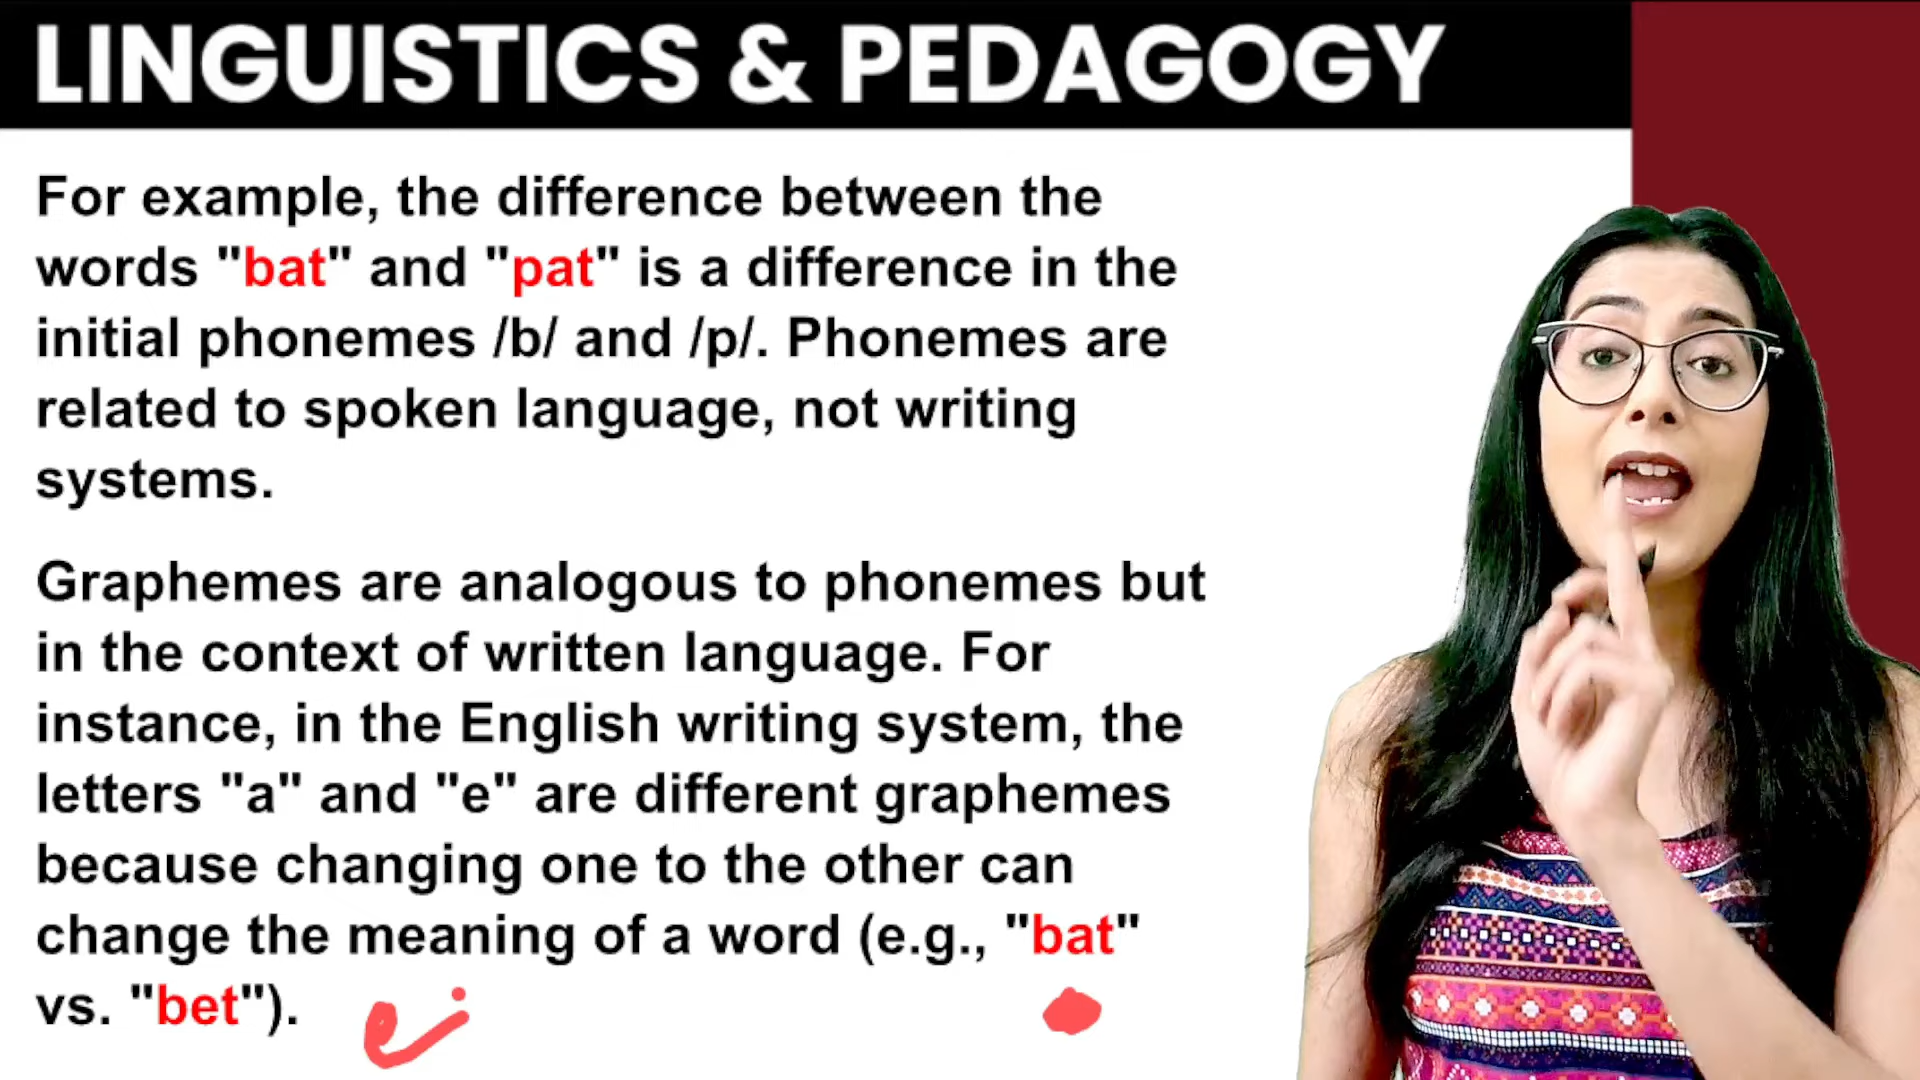 LINGUISTICS & PEDAGOGY
For example, the difference between the
words "bat" and "pat" is a difference in the
initial phonemes /b/ and /p/. Phonemes are
related to spoken language, not writing
systems.
Graphemes are analogous to phonemes but
in the context of written language. For
instance, in the English writing system, the
letters "a" and "e" are different graphemes
because changing one to the other can
change the meaning of a word (e.g., "bat"
vs. "bet").
e